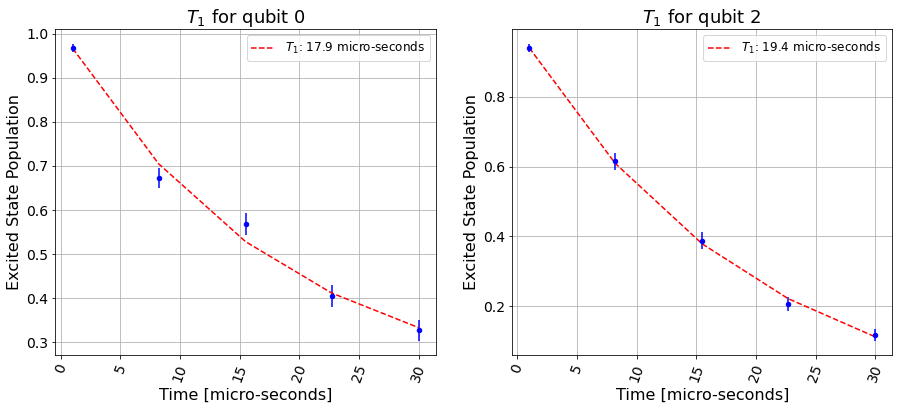 T₁ for qubit 0
Excited State Population
1.0
0.9
0.8
0.7
0.6
0.5
0.4
0.3
T₁: 17.9 micro-seconds
0 5 10 15 20 25 30
Time [micro-seconds]
T₁ for qubit 2
Excited State Population
0.8
0.6
0.4
0.2
T₁: 19.4 micro-seconds
0 5 10 15 20 25 30
Time [micro-seconds]